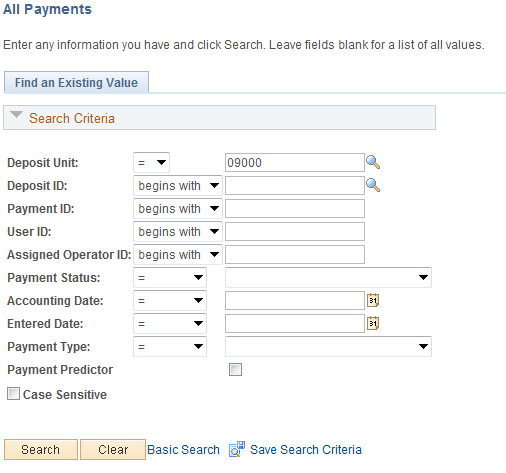 All Payments
Enter any information you have and click Search. Leave fields blank for a list of all values.
Find an Existing Value
Search Criteria
Deposit Unit: = 09000
Deposit ID: begins with
Payment ID: begins with
User ID: begins with
Assigned Operator ID: begins with
Payment Status: =
Accounting Date: = 31
Entered Date: = 31
Payment Type: =
Payment Predictor
Case Sensitive
Search Clear Basic Search Save Search Criteria